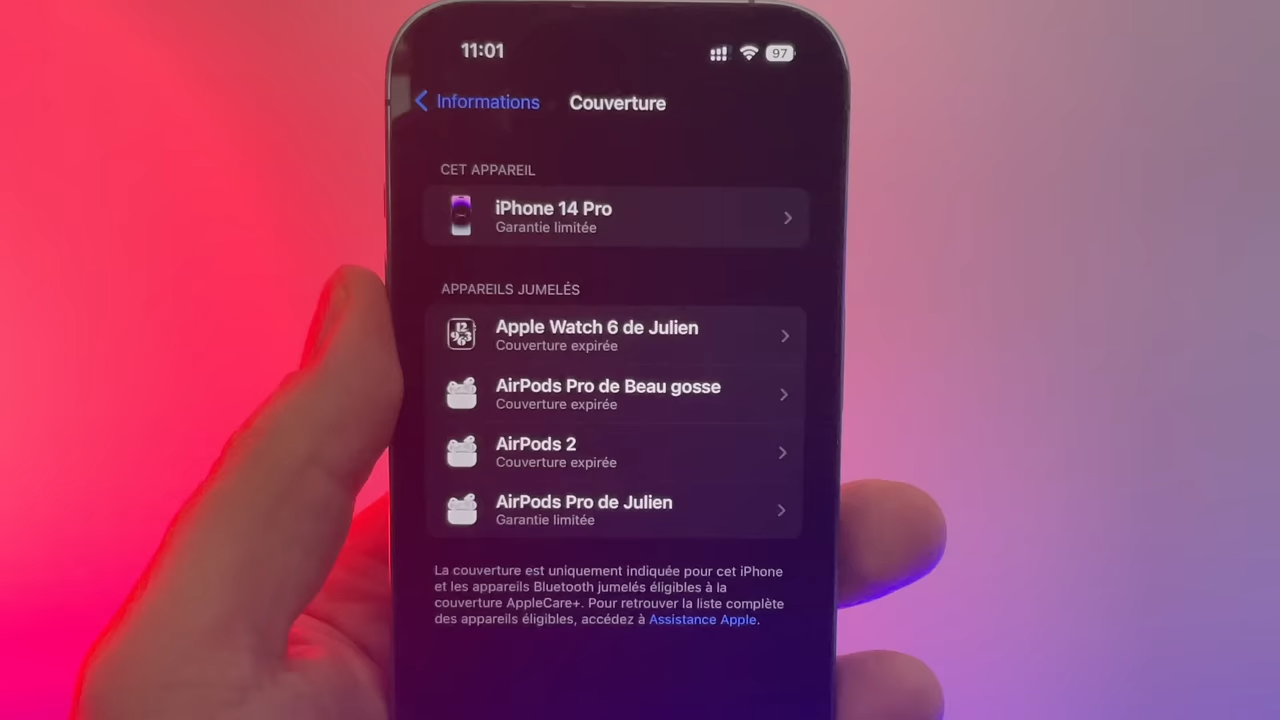 11:01
97
Informations
Couverture
CET APPAREIL
iPhone 14 Pro
Garantie limitée
APPAREILS JUMELÉS
Apple Watch 6 de Julien
Couverture expirée
AirPods Pro de Beau gosse
Couverture expirée
AirPods 2
Couverture expirée
AirPods Pro de Julien
Garantie limitée
La couverture est uniquement indiquée pour cet iPhone
et les appareils Bluetooth jumelés éligibles à la
couverture AppleCare+. Pour retrouver la liste complète
des appareils éligibles, accédez à Assistance Apple.